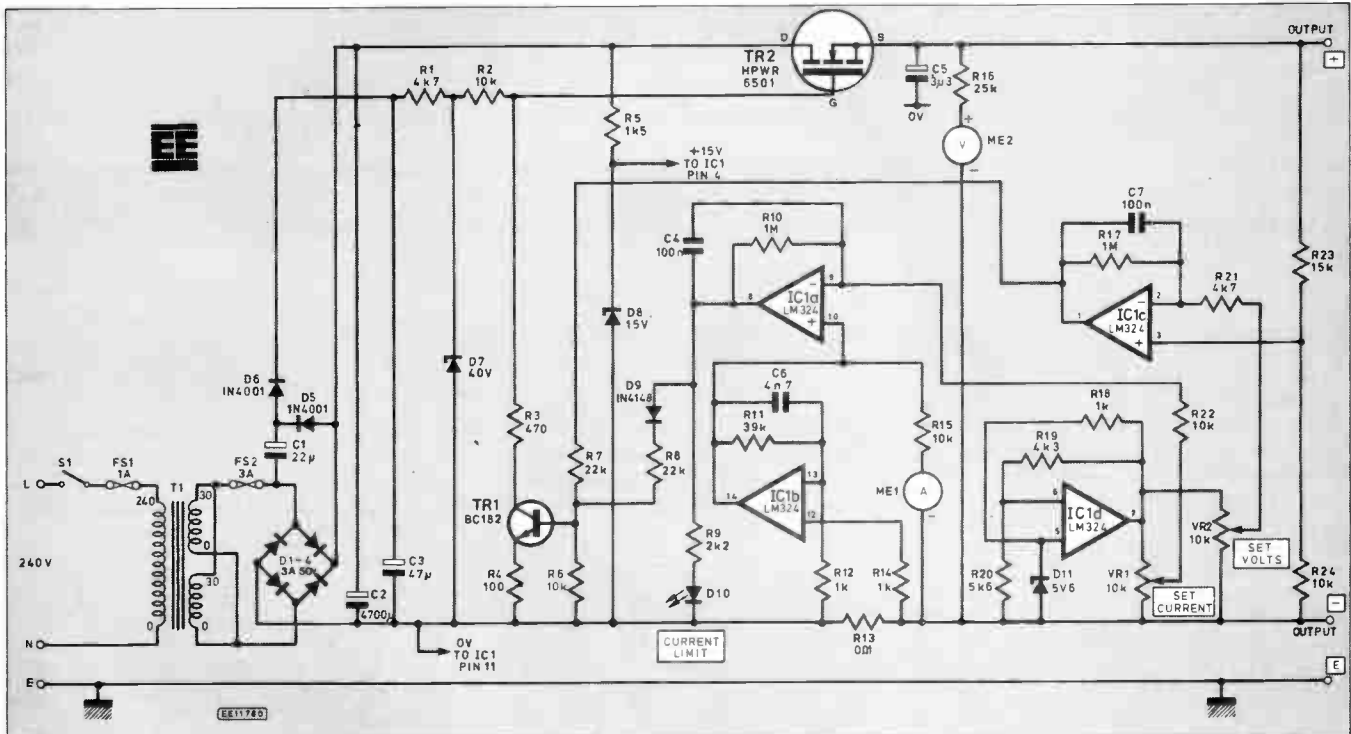 OUTPUT
+
D
S
TR2
HPWR
6501
G
C5
3µ3
0V
R16
25k
+
V
ME2
-
R1
4k7
R2
10k
R5
1k5
+15V
TO IC1
PIN 4
EE
C7
100n
R17
1M
R21
4k7
IC1c
LM324
1
2
-
3
+
R23
15k
C4
100n
R10
1M
IC1a
LM324
8
9
-
10
+
D8
15V
D7
40V
D6
1N4001
D5
1N4001
C1
22µ
D9
1N4148
C6
4n7
R11
39k
R15
10k
R18
1k
R22
10k
R19
4k3
R3
470
R7
22k
R8
22k
S1
FS1
1A
FS2
3A
L
T1
240
30
0
30
0
240V
IC1b
LM324
14
13
12
A
ME1
-
IC1d
LM324
6
5
7
VR2
10k
SET
VOLTS
TR1
BC182
R9
2k2
D1-4
3A 50v
C3
47µ
C2
4700µ
R4
100
R6
10k
D10
R12
1k
R14
1k
R20
5k6
D11
5V6
VR1
10k
SET
CURRENT
R24
10k
-
OUTPUT
N
0V
TO IC1
PIN 11
CURRENT
LIMIT
R13
0.01
E
E
EE1178G